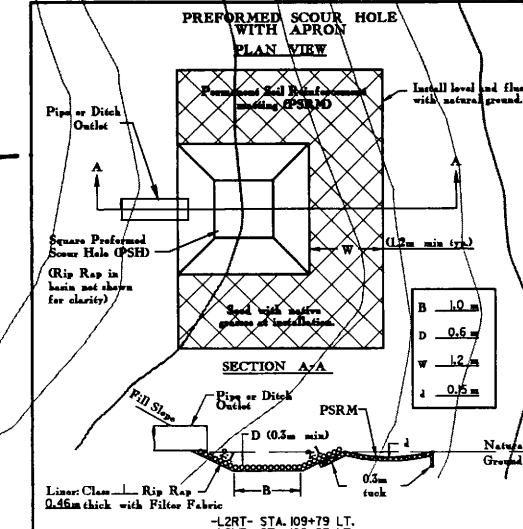 PREFORMED SCOUR HOLE
WITH APRON
PLAN VIEW
Permanent Soil Reinforcement
matting (PSRM)
Install level and flus
with natural ground.
Pipe or Ditch
Outlet
A
A
W
(1.2m min typ.)
Square Preformed
Scour Hole (PSH)
(Rip Rap in
basin not shown
for clarity)
Seed with native
grasses at installation.
B 1.0 m
D 0.6 m
W 1.2 m
d 0.15 m
SECTION A-A
Fill Slope
Pipe or Ditch
Outlet
D (0.3m min)
PSRM
d
Natura
Ground
B
0.3m
tuck
Liner: Class I Rip Rap
0.46m thick with Filter Fabric
-L2RT- STA. 109+79 LT.